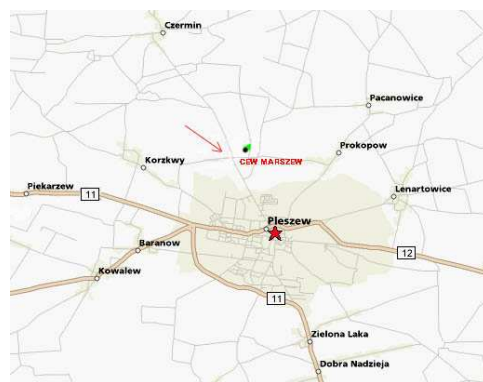 Czermin
Pacanowice
Prokopow
CEW MARSZEW
Korzkwy
Piekarzew
11
Lenartowice
Pleszew
Baranow
12
Kowalew
11
Zielona Laka
Dobra Nadzieja